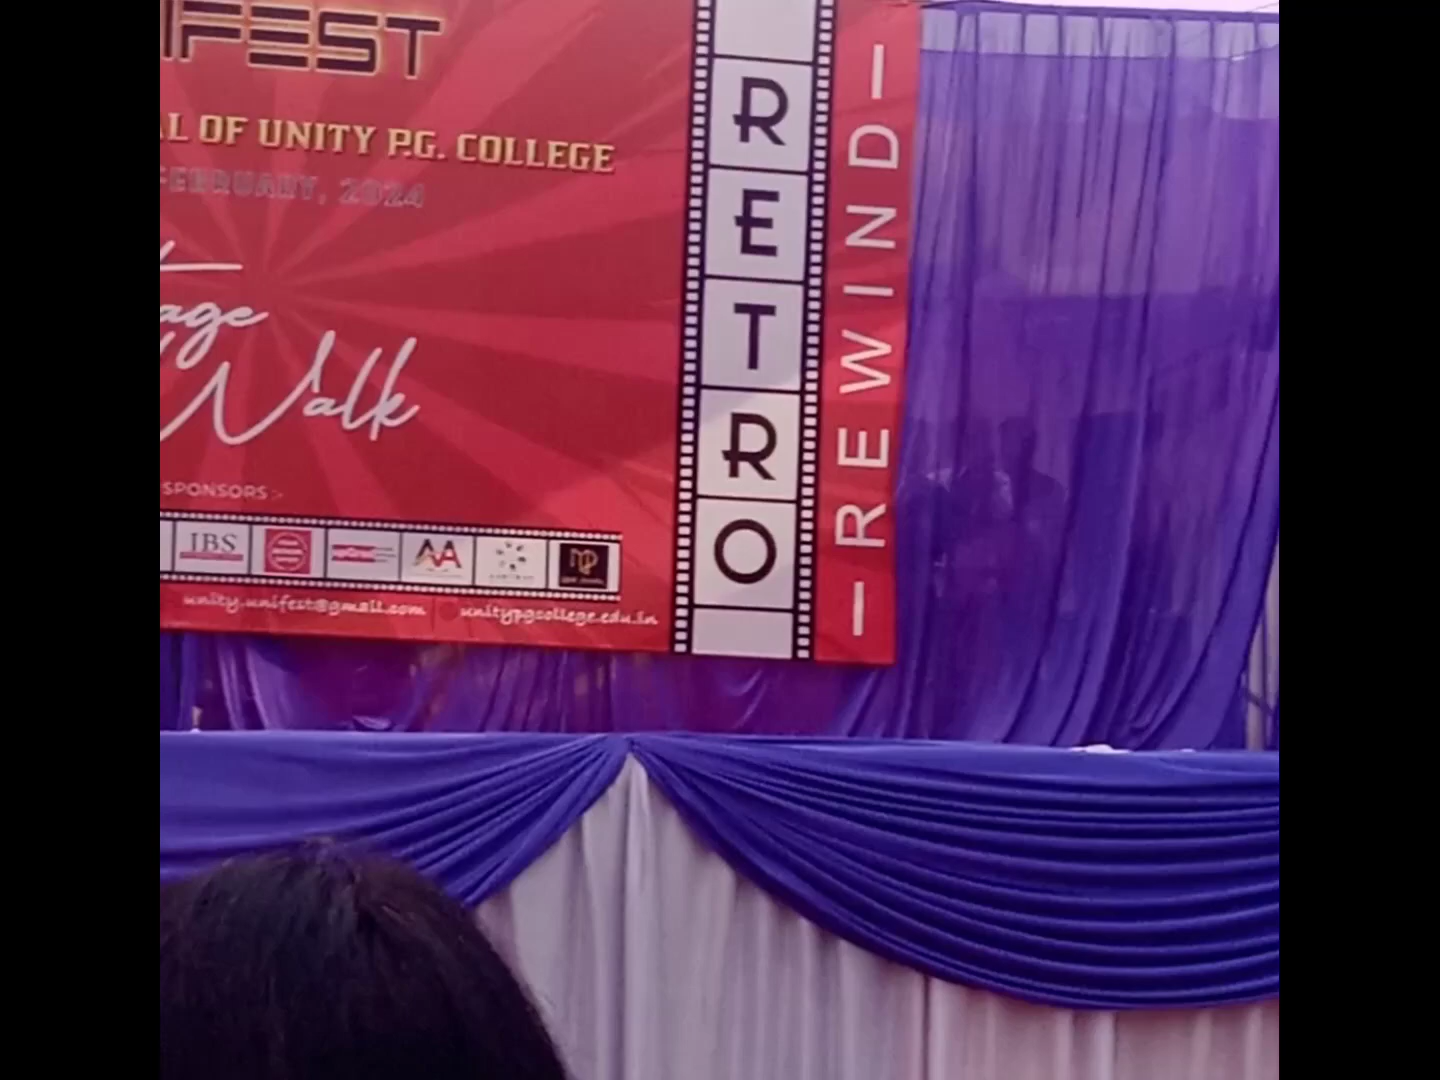 IFEST
AL OF UNITY P.G. COLLEGE
FEBRUARY, 2024
tage
Walk
SPONSORS :-
IBS
unity.unifest@gmail.com
unitypgcollege.edu.in
RETRO
REWIND